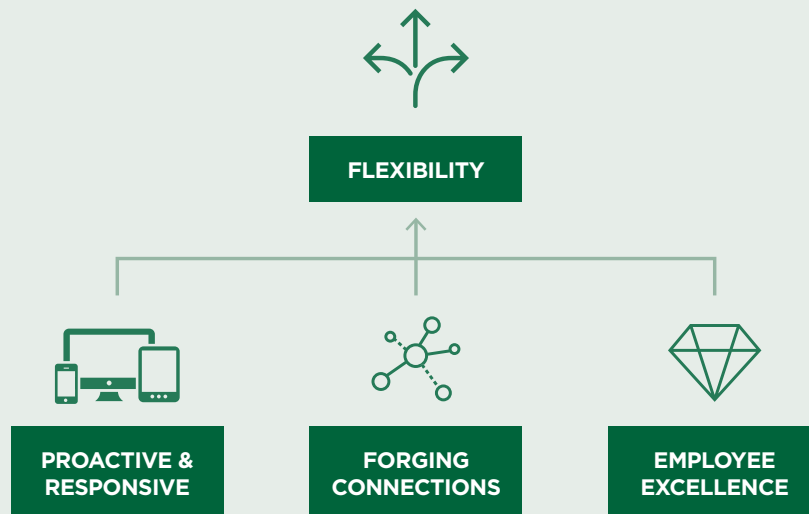 FLEXIBILITY
PROACTIVE &
RESPONSIVE
FORGING
CONNECTIONS
EMPLOYEE
EXCELLENCE